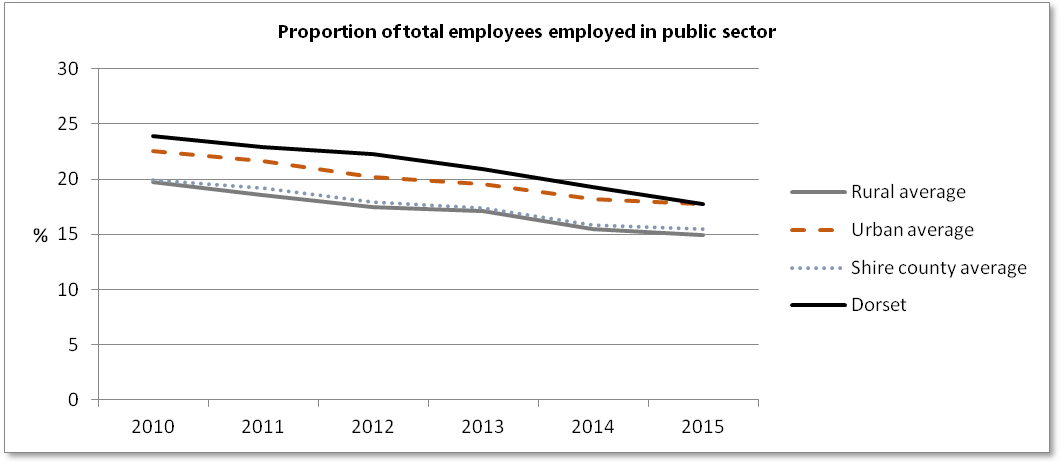 Proportion of total employees employed in public sector
30
25
20
15
10
5
0
%
2010 2011 2012 2013 2014 2015
Rural average
Urban average
Shire county average
Dorset